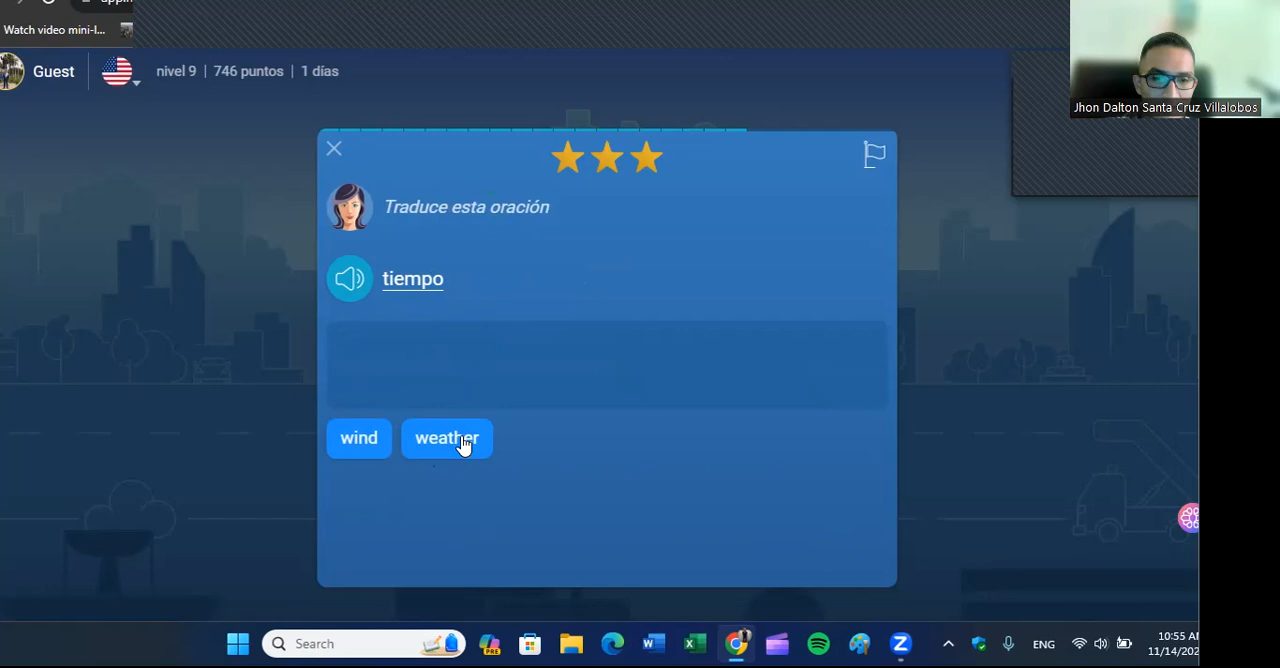 Watch video mini-l...
Guest
nivel 9 | 746 puntos | 1 días
Jhon Dalton Santa Cruz Villalobos
Traduce esta oración
tiempo
wind
weather
Search
PRE
ENG
10:55 A
11/14/202